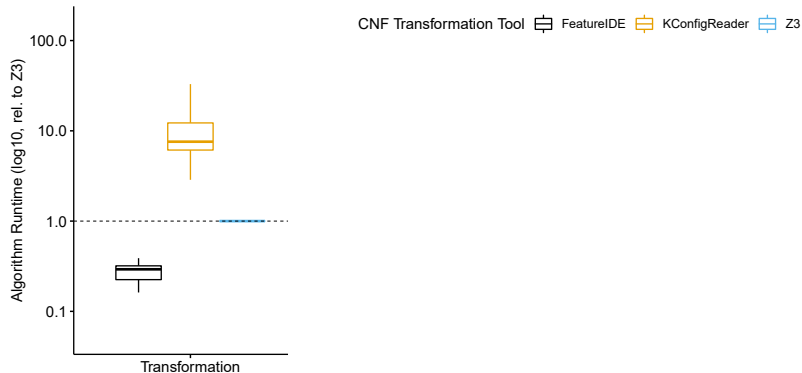 CNF Transformation Tool FeatureIDE KConfigReader Z3
Algorithm Runtime (log10, rel. to Z3)
100.0
10.0
1.0
0.1
Transformation